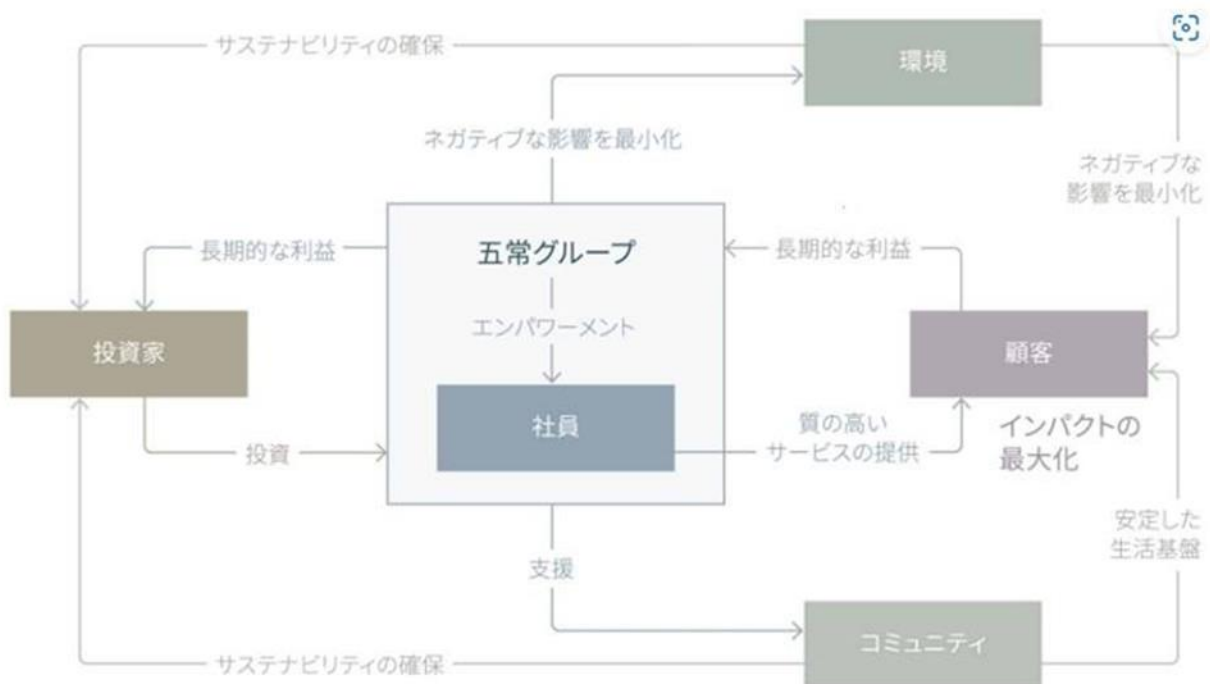 サステナビリティの確保
環境
ネガティブな影響を最小化
ネガティブな
影響を最小化
長期的な利益
五常グループ
長期的な利益
エンパワーメント
投資家
顧客
社員
質の高い
サービスの提供
インパクトの
最大化
投資
安定した
生活基盤
支援
コミュニティ
サステナビリティの確保